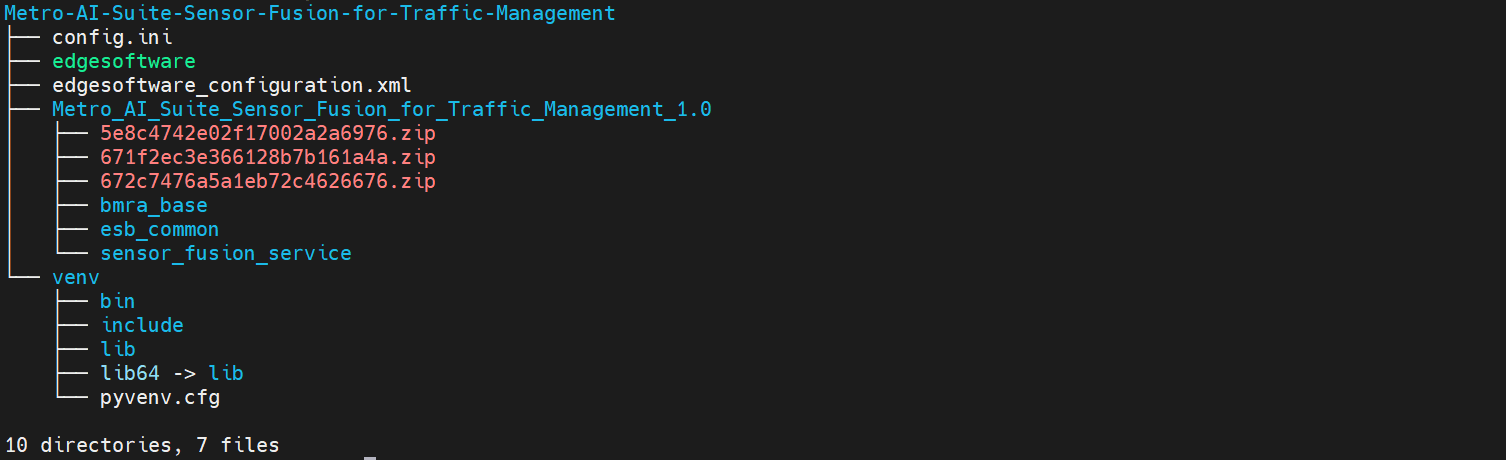 Metro-AI-Suite-Sensor-Fusion-for-Traffic-Management
├── config.ini
├── edgesoftware
├── edgesoftware_configuration.xml
├── Metro_AI_Suite_Sensor_Fusion_for_Traffic_Management_1.0
│   ├── 5e8c4742e02f17002a2a6976.zip
│   ├── 671f2ec3e366128b7b161a4a.zip
│   ├── 672c7476a5a1eb72c4626676.zip
│   ├── bmra_base
│   ├── esb_common
│   └── sensor_fusion_service
└── venv
    ├── bin
    ├── include
    ├── lib
    ├── lib64 -> lib
    └── pyvenv.cfg
10 directories, 7 files